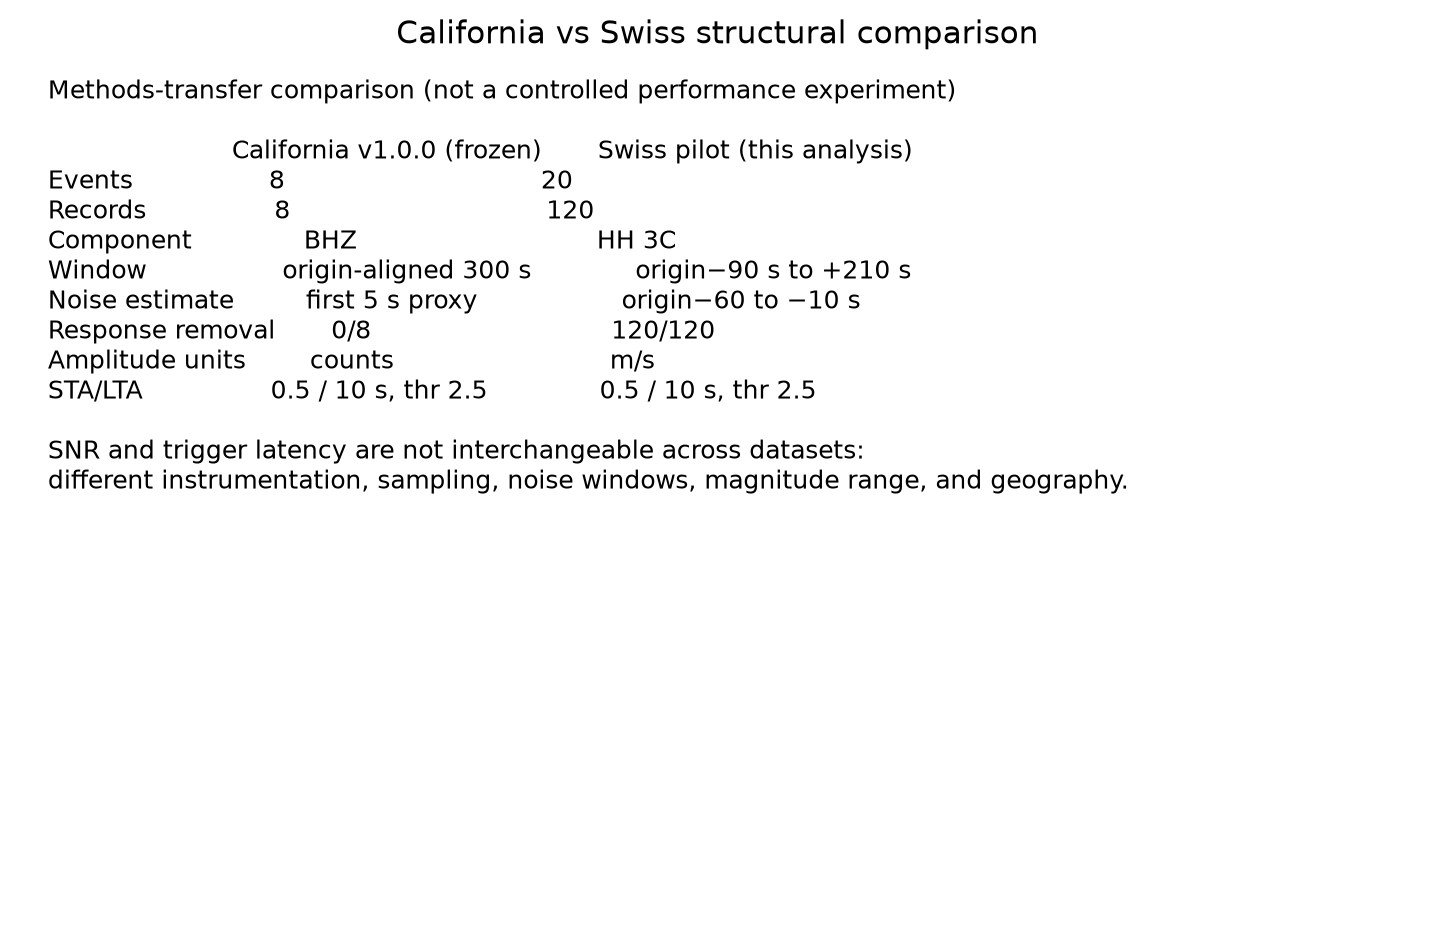 California vs Swiss structural comparison
Methods-transfer comparison (not a controlled performance experiment)
California v1.0.0 (frozen) Swiss pilot (this analysis)
Events 8 20
Records 8 120
Component BHZ HH 3C
Window origin-aligned 300 s origin−90 s to +210 s
Noise estimate first 5 s proxy origin−60 to −10 s
Response removal 0/8 120/120
Amplitude units counts m/s
STA/LTA 0.5 / 10 s, thr 2.5 0.5 / 10 s, thr 2.5
SNR and trigger latency are not interchangeable across datasets:
different instrumentation, sampling, noise windows, magnitude range, and geography.